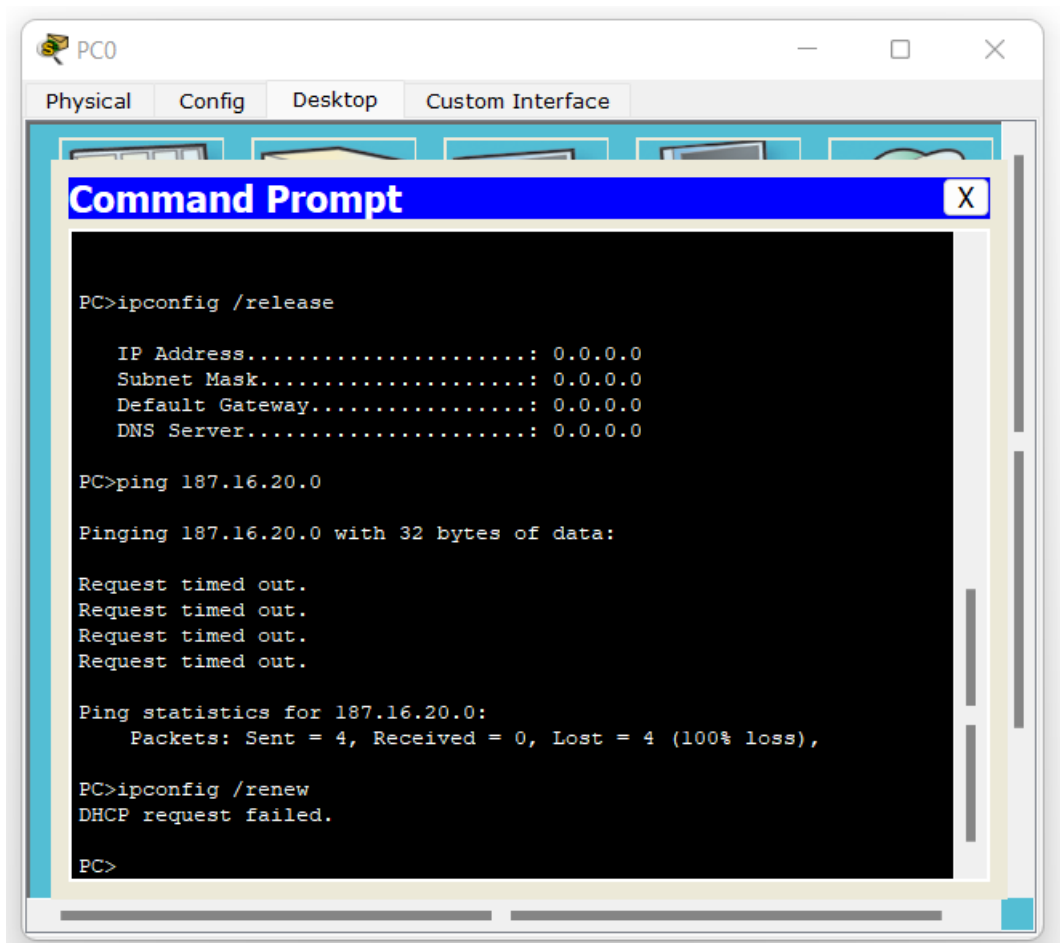 PC0
Physical Config Desktop Custom Interface
Command Prompt X
PC>ipconfig /release
IP Address......................: 0.0.0.0
Subnet Mask.....................: 0.0.0.0
Default Gateway.................: 0.0.0.0
DNS Server......................: 0.0.0.0
PC>ping 187.16.20.0
Pinging 187.16.20.0 with 32 bytes of data:
Request timed out.
Request timed out.
Request timed out.
Request timed out.
Ping statistics for 187.16.20.0:
Packets: Sent = 4, Received = 0, Lost = 4 (100% loss),
PC>ipconfig /renew
DHCP request failed.
PC>